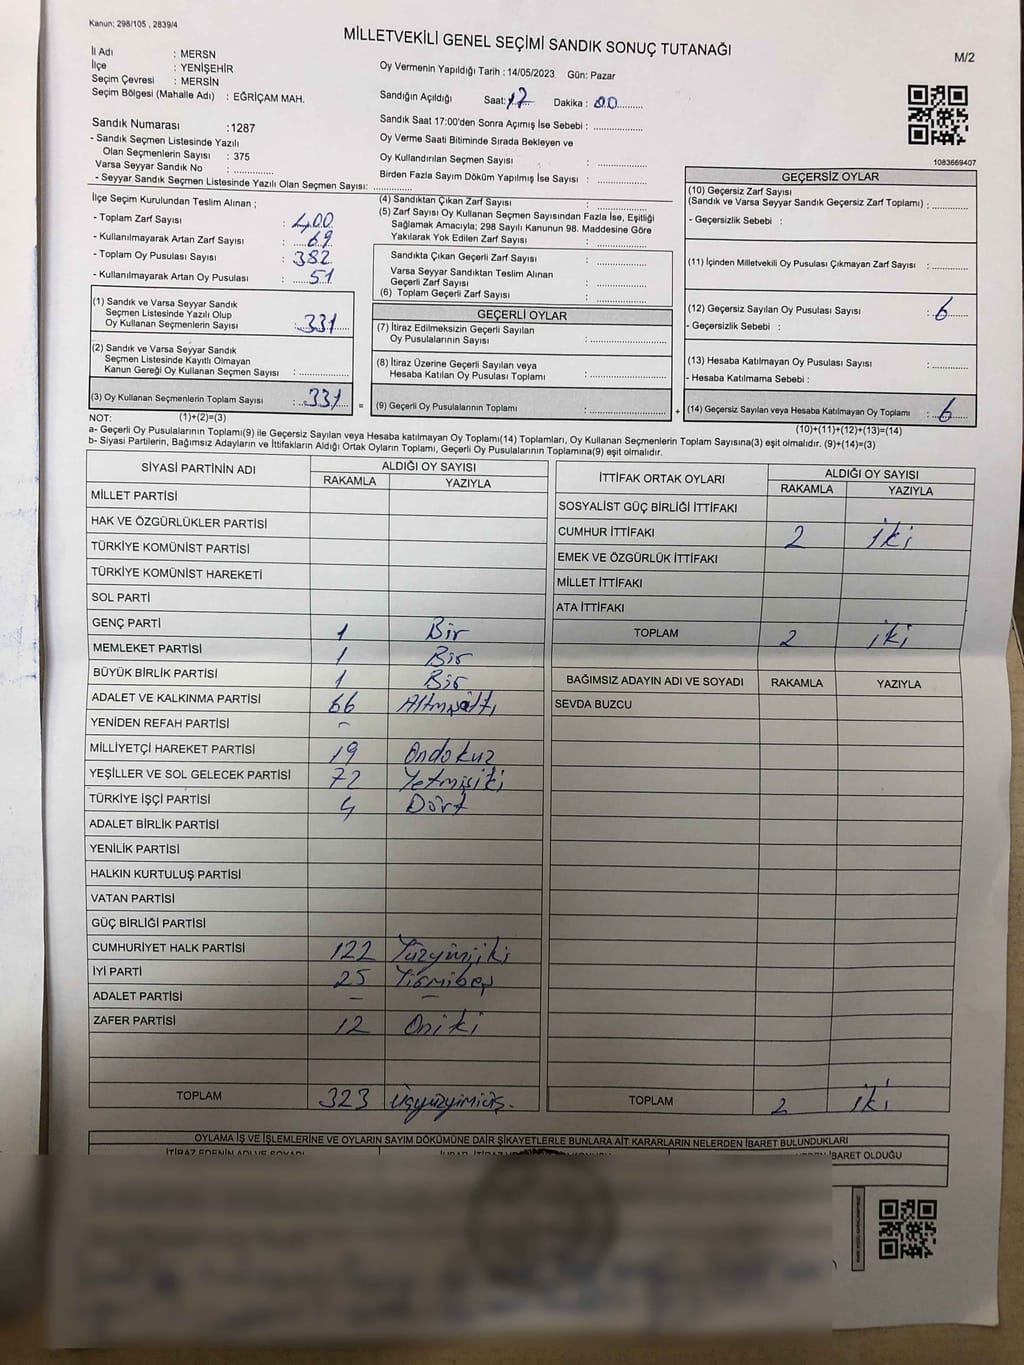 Kanun; 298/105 , 2839/4
MİLLETVEKİLİ GENEL SEÇİMİ SANDIK SONUÇ TUTANAĞI
M/2
İl Adı : MERSN
İlçe : YENİŞEHİR
Seçim Çevresi : MERSİN
Seçim Bölgesi (Mahalle Adı) : EĞRİÇAM MAH.
Sandık Numarası :1287
- Sandık Seçmen Listesinde Yazılı
Olan Seçmenlerin Sayısı : 375
Varsa Seyyar Sandık No : ..............
- Seyyar Sandık Seçmen Listesinde Yazılı Olan Seçmen Sayısı: ..............
Oy Vermenin Yapıldığı Tarih : 14/05/2023 Gün: Pazar
Sandığın Açıldığı Saat: 17 Dakika : 00
Sandık Saat 17:00'den Sonra Açımış İse Sebebi : ..............
Oy Verme Saati Bitiminde Sırada Bekleyen ve
Oy Kullandırılan Seçmen Sayısı : ..............
Birden Fazla Sayım Döküm Yapılmış İse Sayısı : ..............
1083669407
İlçe Seçim Kurulundan Teslim Alınan ;
- Toplam Zarf Sayısı : 400
- Kullanılmayarak Artan Zarf Sayısı : 69
- Toplam Oy Pusulası Sayısı : 382
- Kullanılmayarak Artan Oy Pusulası : 51
(1) Sandık ve Varsa Seyyar Sandık
Seçmen Listesinde Yazılı Olup
Oy Kullanan Seçmenlerin Sayısı : 331
(2) Sandık ve Varsa Seyyar Sandık
Seçmen Listesinde Kayıtlı Olmayan
Kanun Gereği Oy Kullanan Seçmen Sayısı : ..............
(3) Oy Kullanan Seçmenlerin Toplam Sayısı : 331
=
(4) Sandıktan Çıkan Zarf Sayısı : ..............
(5) Zarf Sayısı Oy Kullanan Seçmen Sayısından Fazla İse, Eşitliği
Sağlamak Amacıyla; 298 Sayılı Kanunun 98. Maddesine Göre
Yakılarak Yok Edilen Zarf Sayısı : ..............
Sandıkta Çıkan Geçerli Zarf Sayısı : ..............
Varsa Seyyar Sandıktan Teslim Alınan
Geçerli Zarf Sayısı : ..............
(6) Toplam Geçerli Zarf Sayısı : ..............
GEÇERLİ OYLAR
(7) İtiraz Edilmeksizin Geçerli Sayılan
Oy Pusulalarının Sayısı : ..............
(8) İtiraz Üzerine Geçerli Sayılan veya
Hesaba Katılan Oy Pusulası Toplamı : ..............
(9) Geçerli Oy Pusulalarının Toplamı : ..............
+
GEÇERSİZ OYLAR
(10) Geçersiz Zarf Sayısı
(Sandık ve Varsa Seyyar Sandık Geçersiz Zarf Toplamı) : ..............
- Geçersizlik Sebebi :
(11) İçinden Milletvekili Oy Pusulası Çıkmayan Zarf Sayısı : ..............
(12) Geçersiz Sayılan Oy Pusulası Sayısı : 6
- Geçersizlik Sebebi :
(13) Hesaba Katılmayan Oy Pusulası Sayısı : ..............
- Hesaba Katılmama Sebebi :
(14) Geçersiz Sayılan veya Hesaba Katılmayan Oy Toplamı : 6
NOT: (1)+(2)=(3)
(10)+(11)+(12)+(13)=(14)
a- Geçerli Oy Pusulalarının Toplamı(9) ile Geçersiz Sayılan veya Hesaba katılmayan Oy Toplamı(14) Toplamları, Oy Kullanan Seçmenlerin Toplam Sayısına(3) eşit olmalıdır. (9)+(14)=(3)
b- Siyasi Partilerin, Bağımsız Adayların ve İttifakların Aldığı Ortak Oyların Toplamı, Geçerli Oy Pusulalarının Toplamına(9) eşit olmalıdır.
SİYASİ PARTİNİN ADI ALDIĞI OY SAYISI
RAKAMLA YAZIYLA
MİLLET PARTİSİ
HAK VE ÖZGÜRLÜKLER PARTİSİ
TÜRKİYE KOMÜNİST PARTİSİ
TÜRKİYE KOMÜNİST HAREKETİ
SOL PARTİ
GENÇ PARTİ 1 Bir
MEMLEKET PARTİSİ 1 Bir
BÜYÜK BİRLİK PARTİSİ 1 Bir
ADALET VE KALKINMA PARTİSİ 66 Altmışaltı
YENİDEN REFAH PARTİSİ -
MİLLİYETÇİ HAREKET PARTİSİ 19 Ondokuz
YEŞİLLER VE SOL GELECEK PARTİSİ 72 Yetmişiki
TÜRKİYE İŞÇİ PARTİSİ 4 Dört
ADALET BİRLİK PARTİSİ
YENİLİK PARTİSİ
HALKIN KURTULUŞ PARTİSİ
VATAN PARTİSİ
GÜÇ BİRLİĞİ PARTİSİ
CUMHURİYET HALK PARTİSİ 122
İYİ PARTİ 25 Yirmibeş
ADALET PARTİSİ - -
ZAFER PARTİSİ 12 Oniki
TOPLAM 323
İTTİFAK ORTAK OYLARI ALDIĞI OY SAYISI
RAKAMLA YAZIYLA
SOSYALİST GÜÇ BİRLİĞİ İTTİFAKI
CUMHUR İTTİFAKI 2 iki
EMEK VE ÖZGÜRLÜK İTTİFAKI
MİLLET İTTİFAKI
ATA İTTİFAKI
TOPLAM 2 iki
BAĞIMSIZ ADAYIN ADI VE SOYADI RAKAMLA YAZIYLA
SEVDA BUZCU
TOPLAM 2 iki
OYLAMA İŞ VE İŞLEMLERİNE VE OYLARIN SAYIM DÖKÜMÜNE DAİR ŞİKAYETLERLE BUNLARA AİT KARARLARIN NELERDEN İBARET BULUNDUKLARI
İTİRAZ EDENİN ADI VE SOYADI
İBARET OLDUĞU